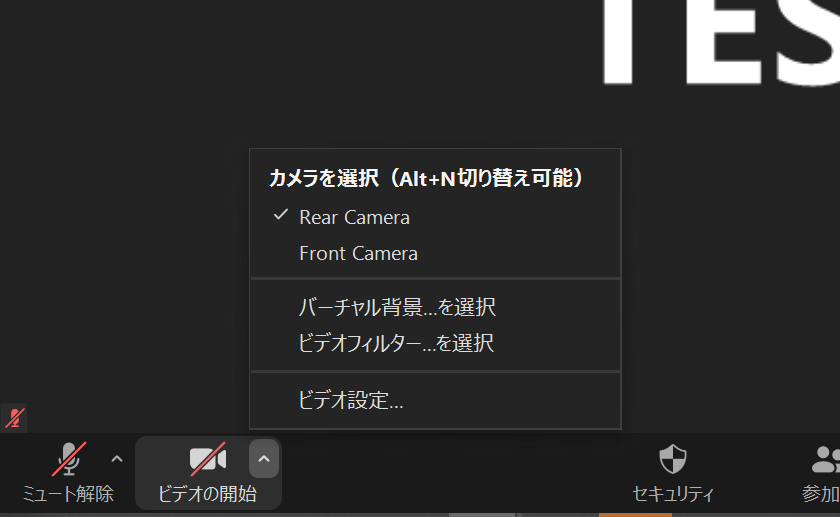 TES
カメラを選択（Alt+N切り替え可能）
Rear Camera
Front Camera
バーチャル背景...を選択
ビデオフィルター...を選択
ビデオ設定...
ミュート解除
ビデオの開始
セキュリティ
参加